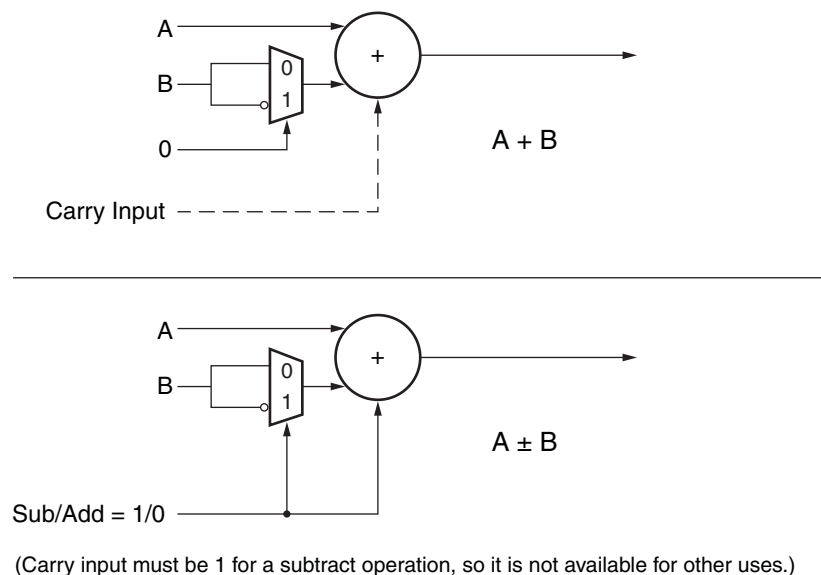 A
+
0
B
1
0
A + B
Carry Input
A
+
0
B
1
A ± B
Sub/Add = 1/0
(Carry input must be 1 for a subtract operation, so it is not available for other uses.)